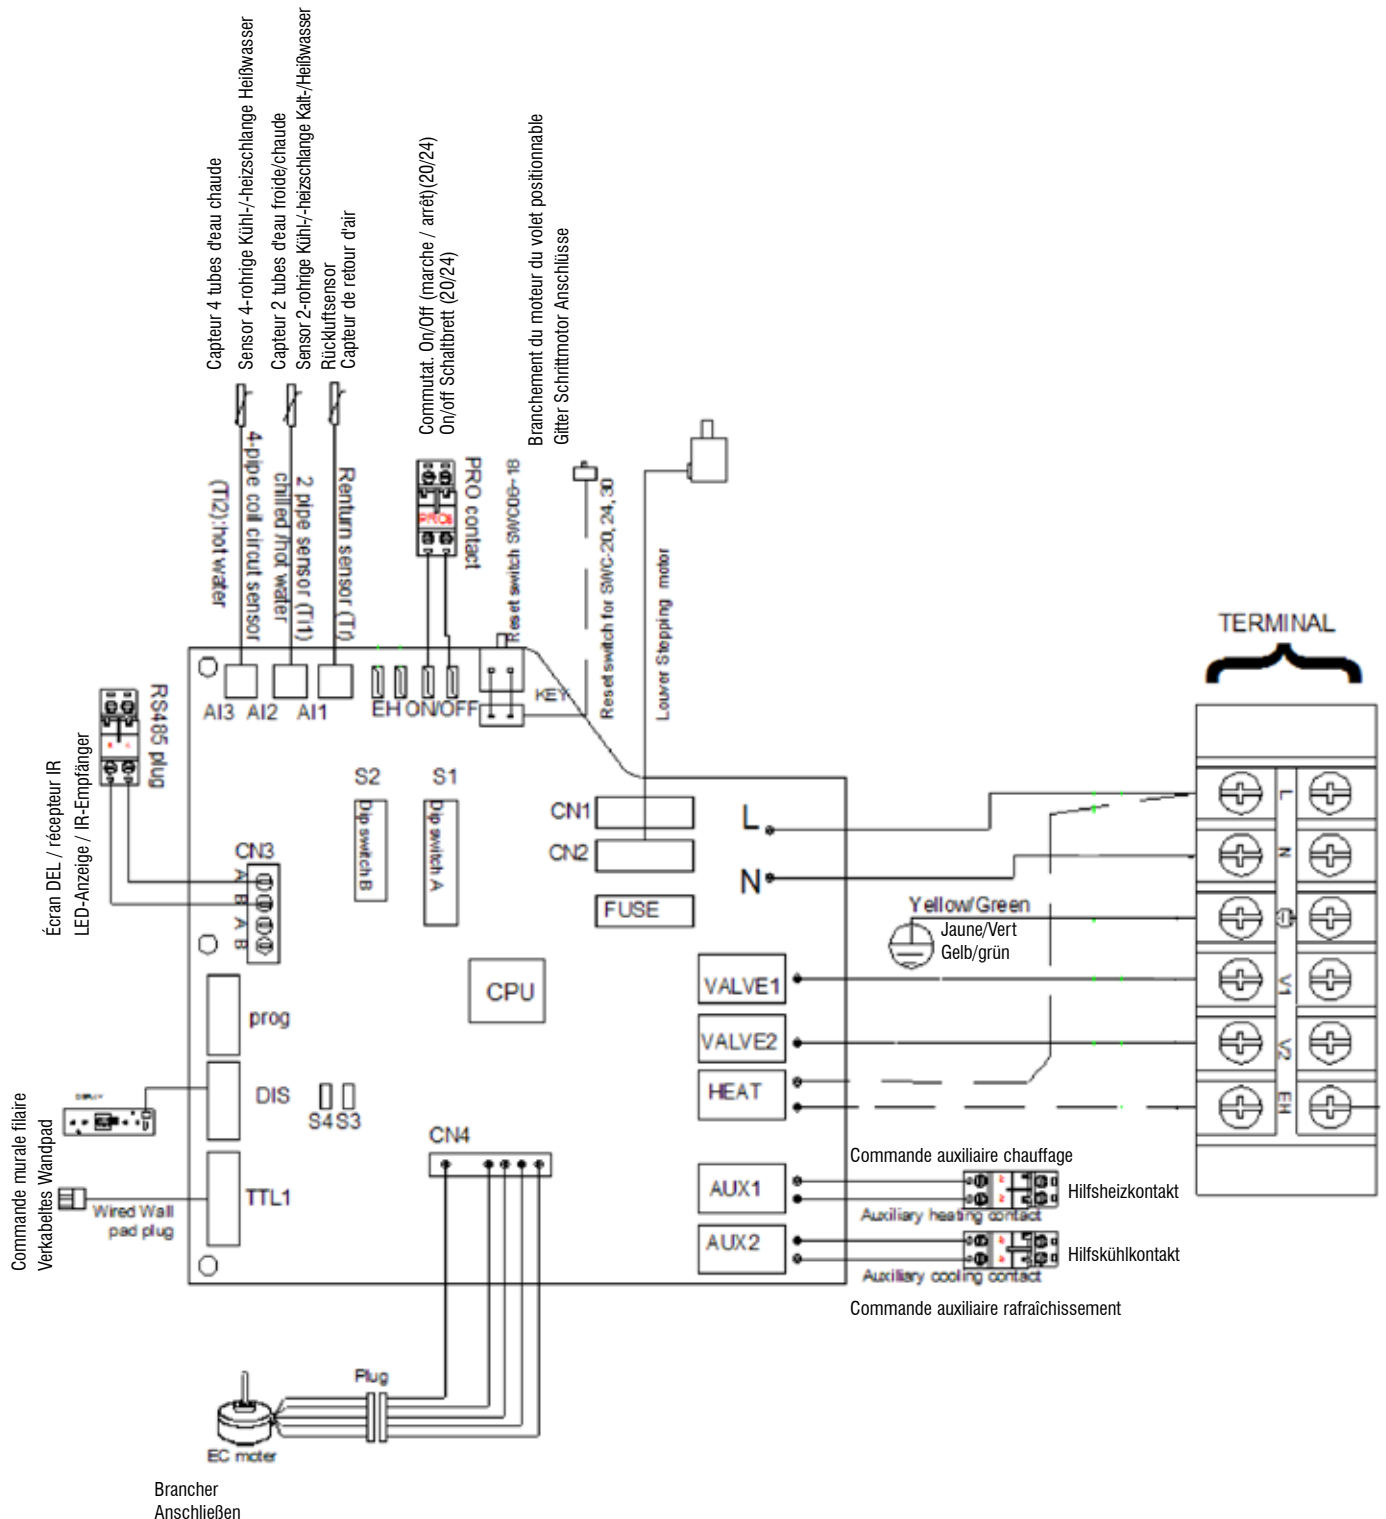 Capteur 4 tubes d'eau chaude
Sensor 4-rohrige Kühl-/-heizschlange Heißwasser
Capteur 2 tubes d'eau froide/chaude
Sensor 2-rohrige Kühl-/-heizschlange Kalt-/Heißwasser
Rückluftsensor
Capteur de retour d'air
Commutat. On/Off (marche / arrêt)(20/24)
On/off Schaltbrett (20/24)
Branchement du moteur du volet positionnable
Gitter Schrittmotor Anschlüsse
4-pipe coil circut sensor
(Ti2):hot water
2 pipe sensor (Ti1)
chilled /hot water
Renturn sensor (Tr)
PRO contact
Reset switch SWC06~18
Reset switch for SWC-20, 24, 30
Louver Stepping motor
TERMINAL
RS485 plug
Écran DEL / récepteur IR
LED-Anzeige / IR-Empfänger
AI3 AI2 AI1
EH ON/OFF
KEY
S2
S1
Dip switch B
Dip switch A
CN1
CN2
FUSE
L
N
CN3
A
B
A
B
Yellow/Green
Jaune/Vert
Gelb/grün
L
N
V1
V2
EH
CPU
VALVE1
VALVE2
HEAT
prog
DIS
S4 S3
CN4
TTL1
Commande murale filaire
Verkabeltes Wandpad
Wired Wall
pad plug
AUX1
AUX2
Commande auxiliaire chauffage
Hilfsheizkontakt
Auxiliary heating contact
Hilfskühlkontakt
Auxiliary cooling contact
Commande auxiliaire rafraîchissement
Plug
EC moter
Brancher
Anschließen